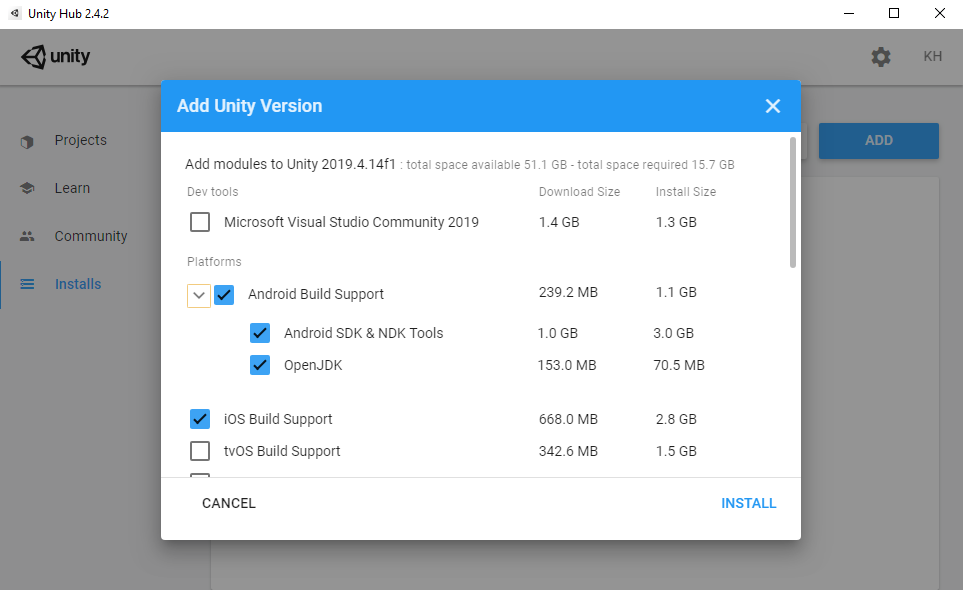 Unity Hub 2.4.2
unity
KH
Add Unity Version
Projects
ADD
Add modules to Unity 2019.4.14f1 : total space available 51.1 GB - total space required 15.7 GB
Learn
Dev tools Download Size Install Size
Microsoft Visual Studio Community 2019 1.4 GB 1.3 GB
Community
Platforms
Installs
Android Build Support 239.2 MB 1.1 GB
Android SDK & NDK Tools 1.0 GB 3.0 GB
OpenJDK 153.0 MB 70.5 MB
iOS Build Support 668.0 MB 2.8 GB
tvOS Build Support 342.6 MB 1.5 GB
CANCEL INSTALL